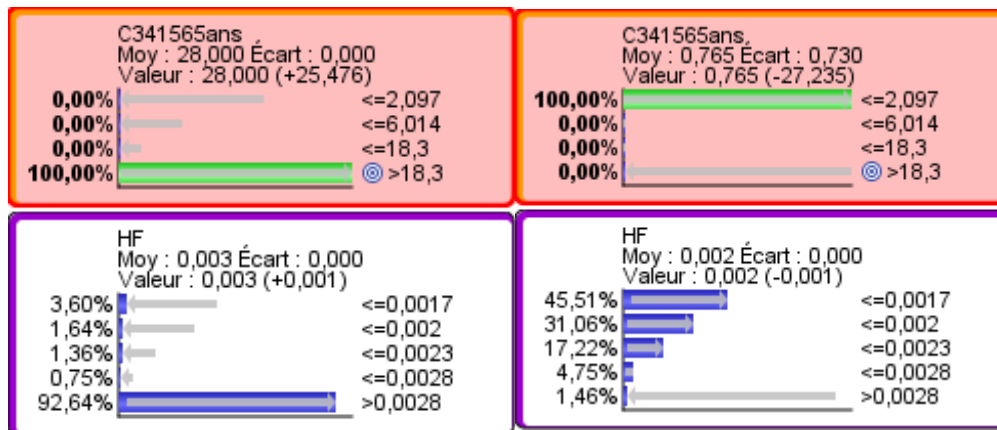 C341565ans
Moy : 28,000 Écart : 0,000
Valeur : 28,000 (+25,476)
0,00% <=2,097
0,00% <=6,014
0,00% <=18,3
100,00% >18,3
C341565ans
Moy : 0,765 Écart : 0,730
Valeur : 0,765 (-27,235)
100,00% <=2,097
0,00% <=6,014
0,00% <=18,3
0,00% >18,3
HF
Moy : 0,003 Écart : 0,000
Valeur : 0,003 (+0,001)
3,60% <=0,0017
1,64% <=0,002
1,36% <=0,0023
0,75% <=0,0028
92,64% >0,0028
HF
Moy : 0,002 Écart : 0,000
Valeur : 0,002 (-0,001)
45,51% <=0,0017
31,06% <=0,002
17,22% <=0,0023
4,75% <=0,0028
1,46% >0,0028